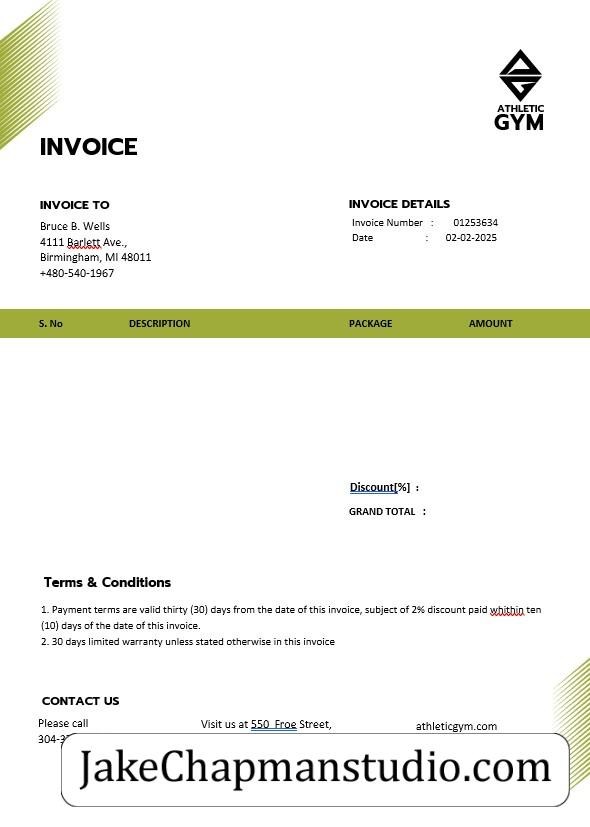 ATHLETIC
GYM
INVOICE
INVOICE TO
Bruce B. Wells
4111 Barlett Ave.,
Birmingham, MI 48011
+480-540-1967
INVOICE DETAILS
Invoice Number : 01253634
Date : 02-02-2025
S. No DESCRIPTION PACKAGE AMOUNT
Discount[%] :
GRAND TOTAL :
Terms & Conditions
1. Payment terms are valid thirty (30) days from the date of this invoice, subject of 2% discount paid whithin ten
(10) days of the date of this invoice.
2. 30 days limited warranty unless stated otherwise in this invoice
CONTACT US
Please call Visit us at 550 Froe Street, athleticgym.com
JakeChapmanstudio.com